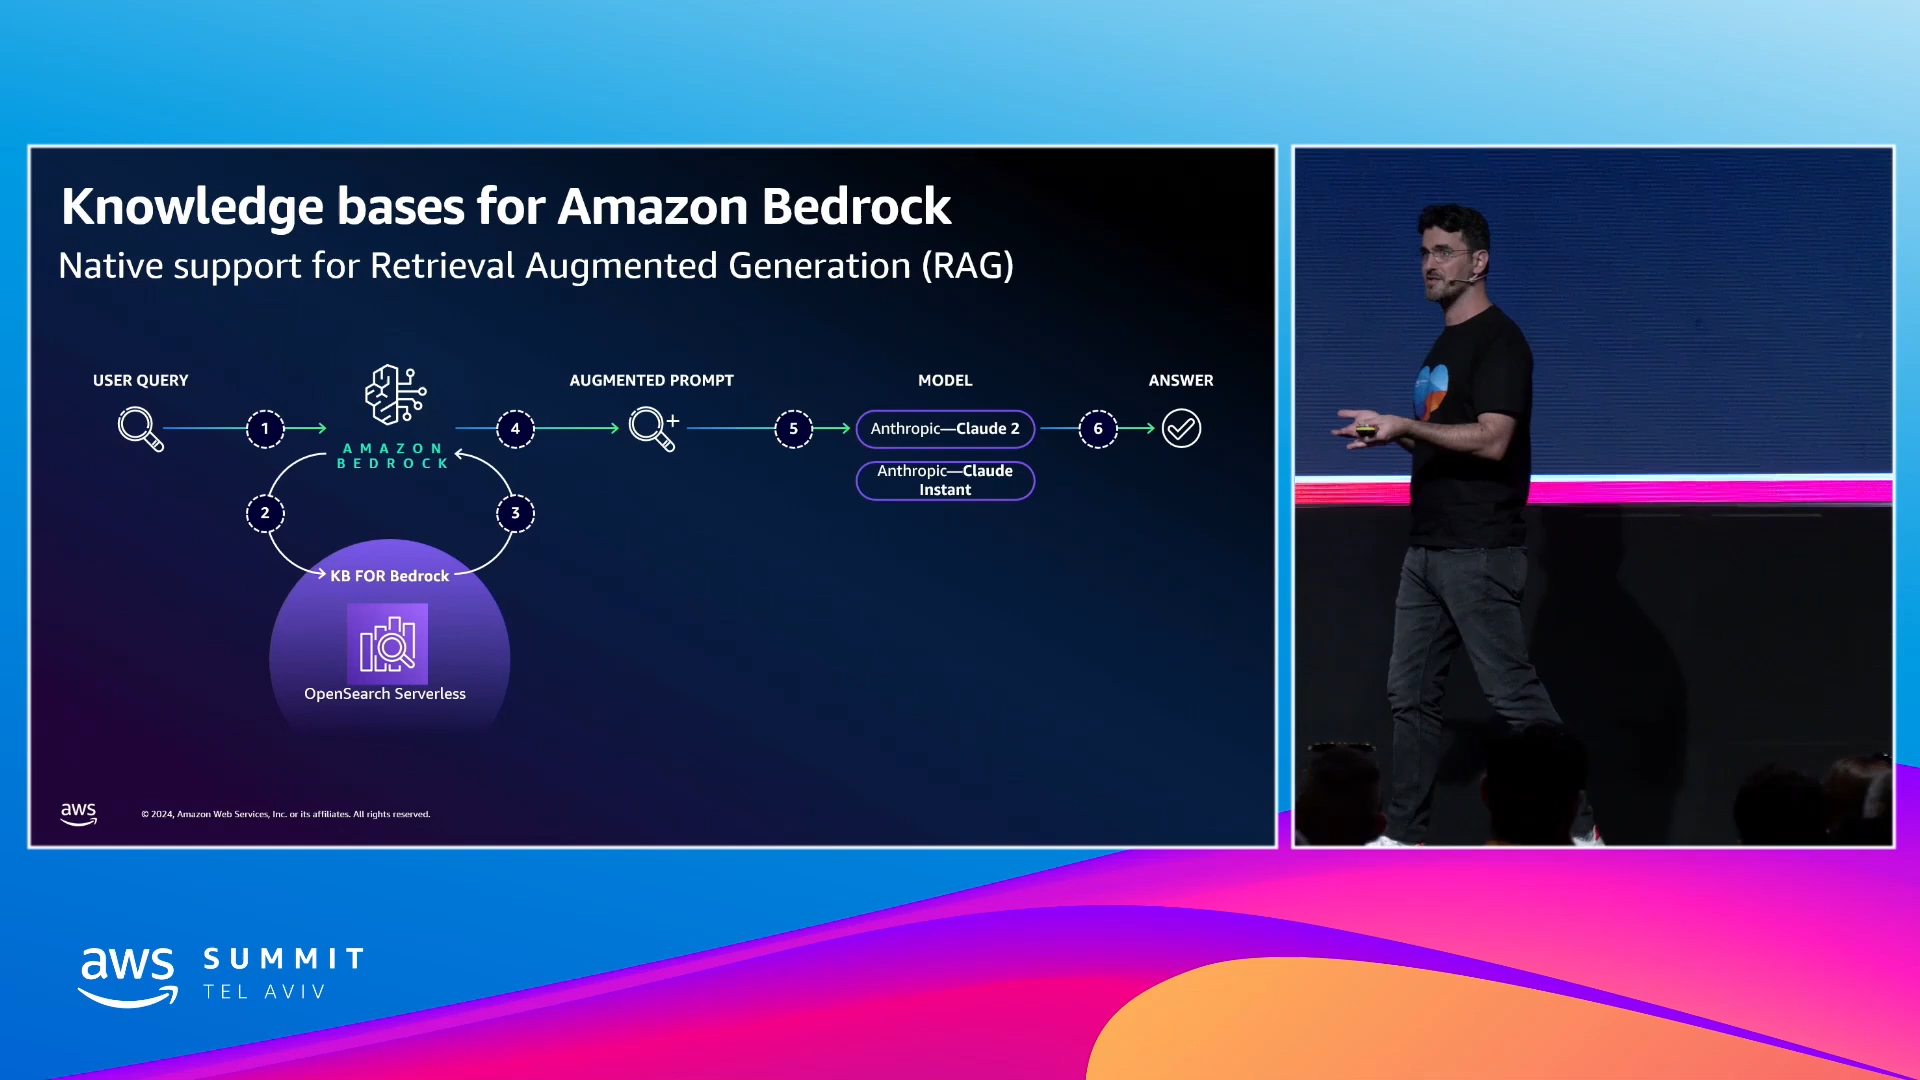 Knowledge bases for Amazon Bedrock
Native support for Retrieval Augmented Generation (RAG)
USER QUERY
AUGMENTED PROMPT
MODEL
ANSWER
1
4
5
6
Anthropic—Claude 2
AMAZON
BEDROCK
Anthropic—Claude
Instant
2
3
KB FOR Bedrock
OpenSearch Serverless
aws
© 2024, Amazon Web Services, Inc. or its affiliates. All rights reserved.
aws
SUMMIT
TEL AVIV